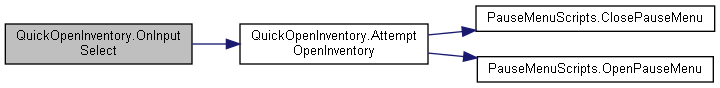 QuickOpenInventory.OnInput
Select
QuickOpenInventory.Attempt
OpenInventory
PauseMenuScripts.ClosePauseMenu
PauseMenuScripts.OpenPauseMenu